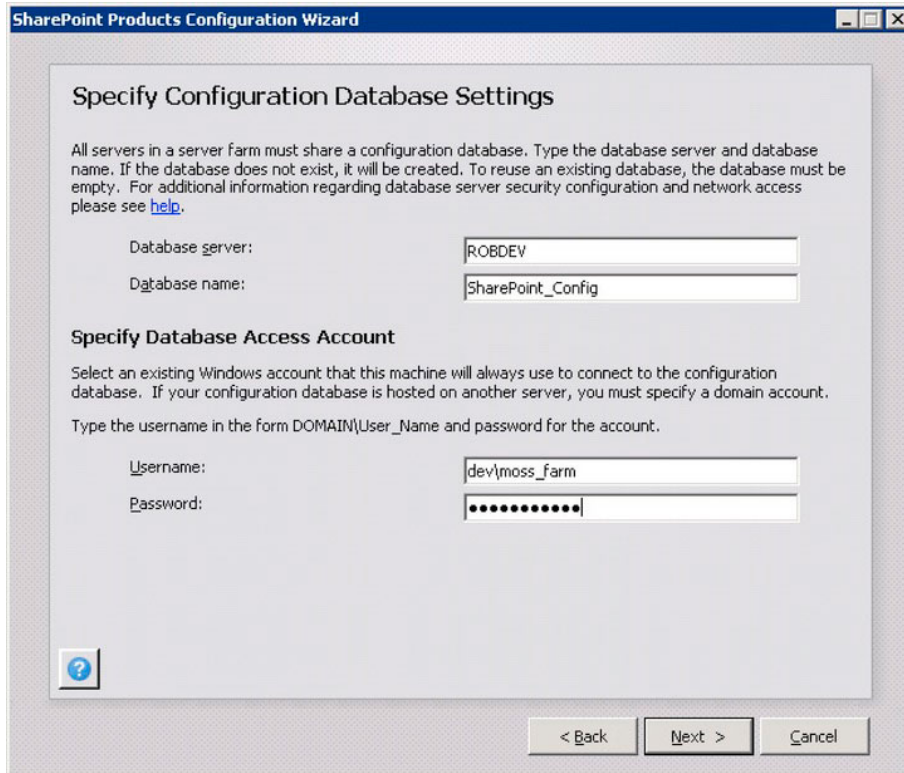 SharePoint Products Configuration Wizard
Specify Configuration Database Settings
All servers in a server farm must share a configuration database. Type the database server and database
name. If the database does not exist, it will be created. To reuse an existing database, the database must be
empty.  For additional information regarding database server security configuration and network access
please see help.
Database server:
ROBDEV
Database name:
SharePoint_Config
Specify Database Access Account
Select an existing Windows account that this machine will always use to connect to the configuration
database.  If your configuration database is hosted on another server, you must specify a domain account.
Type the username in the form DOMAIN\User_Name and password for the account.
Username:
dev\moss_farm
Password:
●●●●●●●●●●●
?
< Back
Next >
Cancel